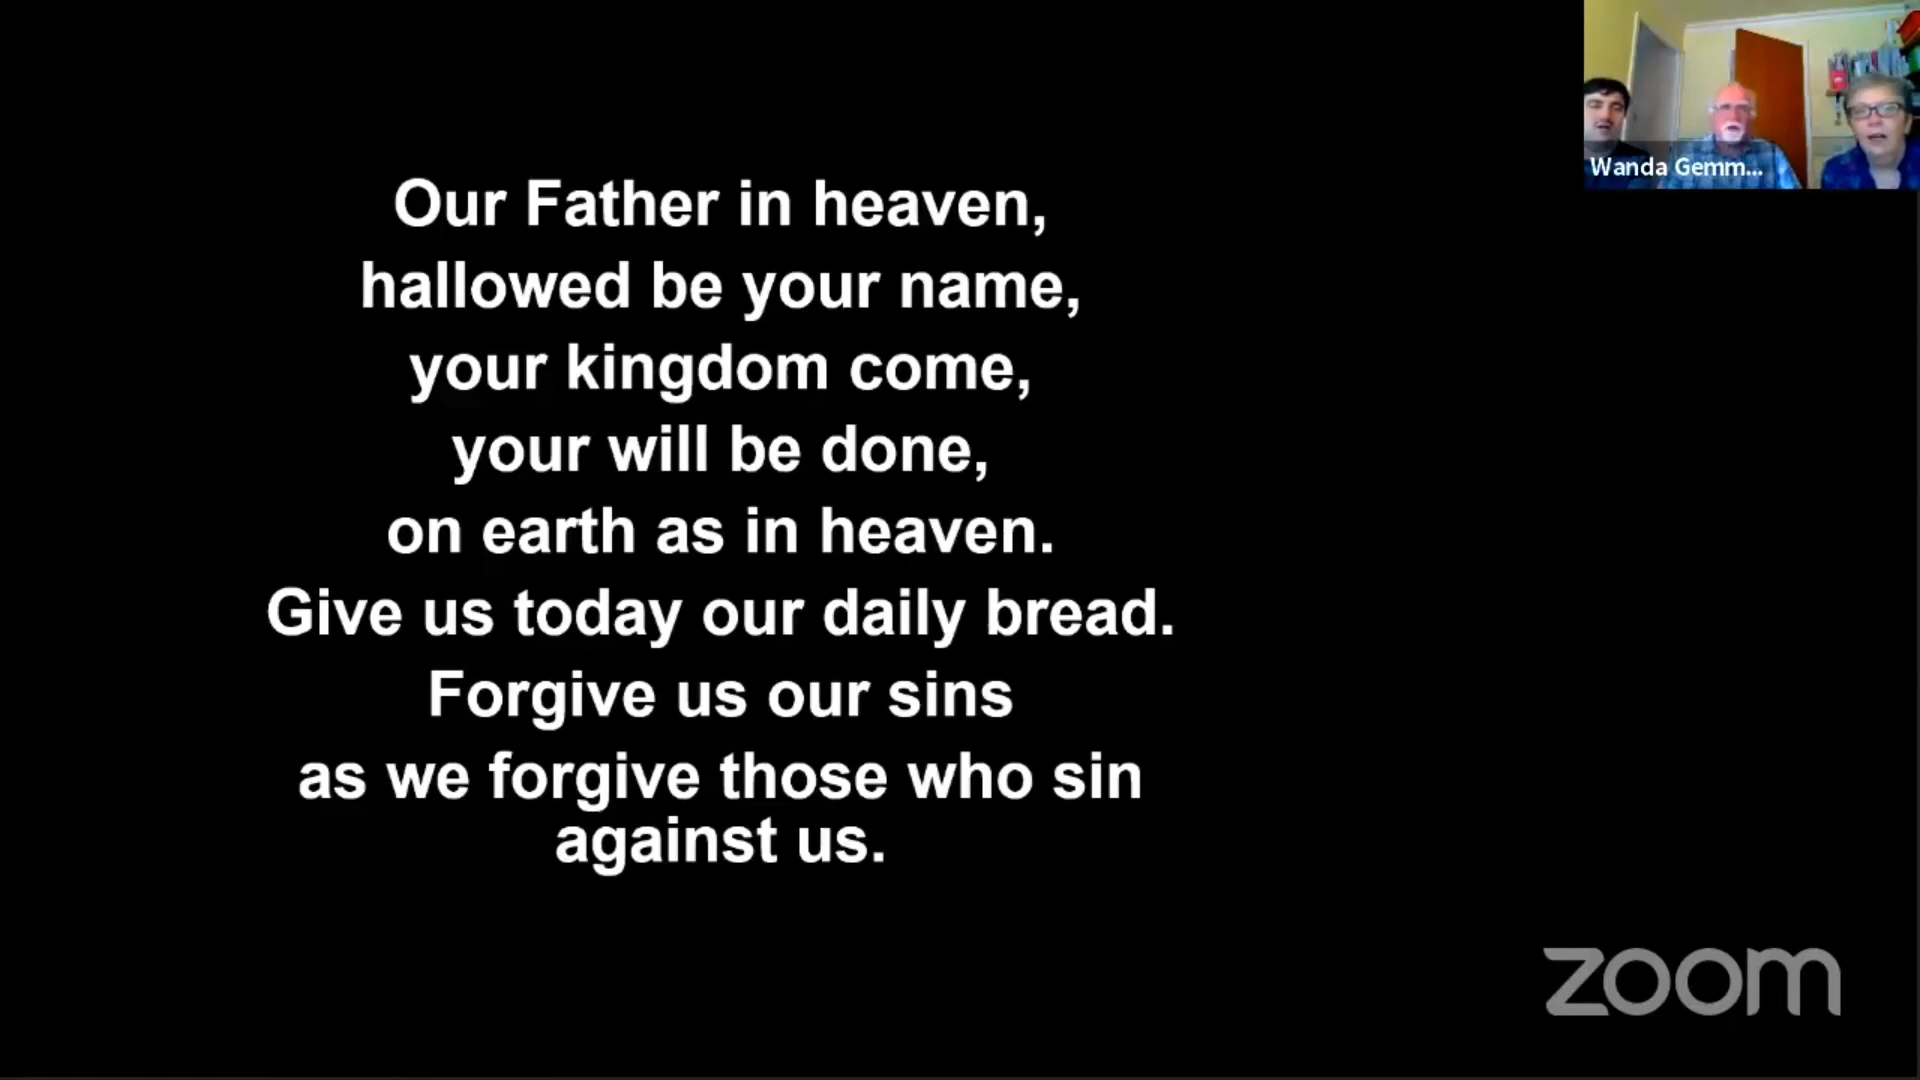 Our Father in heaven,
hallowed be your name,
your kingdom come,
your will be done,
on earth as in heaven.
Give us today our daily bread.
Forgive us our sins
as we forgive those who sin
against us.
Wanda Gemm...
zoom